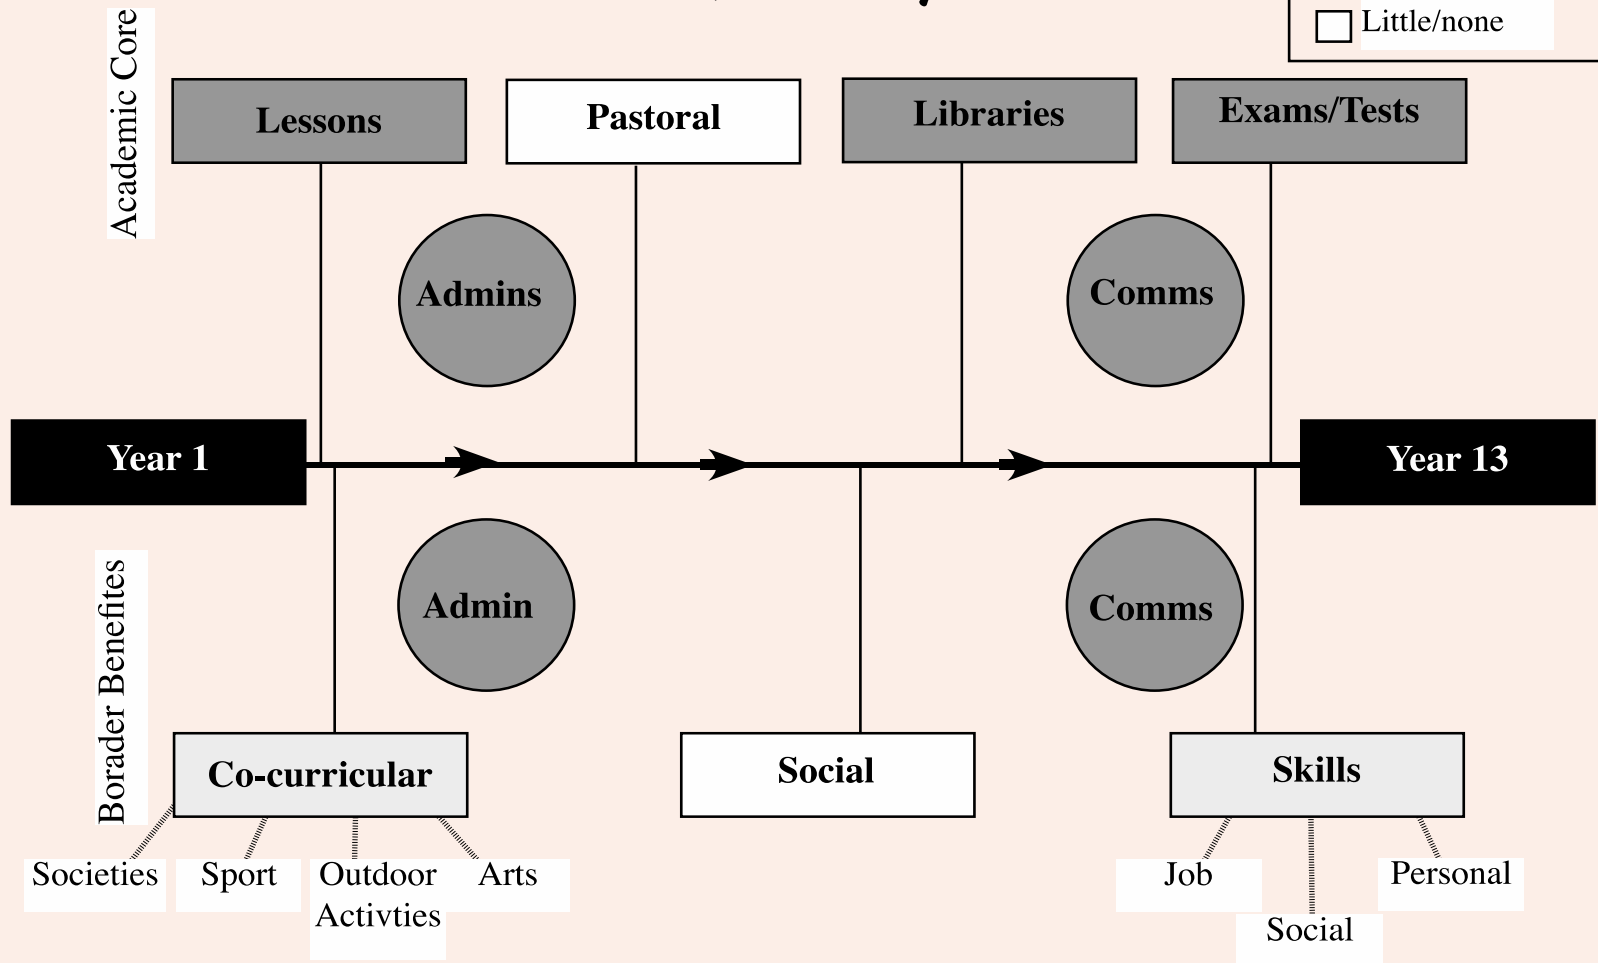 Little/none
Academic Core
Lessons
Pastoral
Libraries
Exams/Tests
Admins
Comms
Year 1
Year 13
Borader Benefites
Admin
Comms
Co-curricular
Social
Skills
Societies
Sport
Outdoor
Activties
Arts
Job
Social
Personal